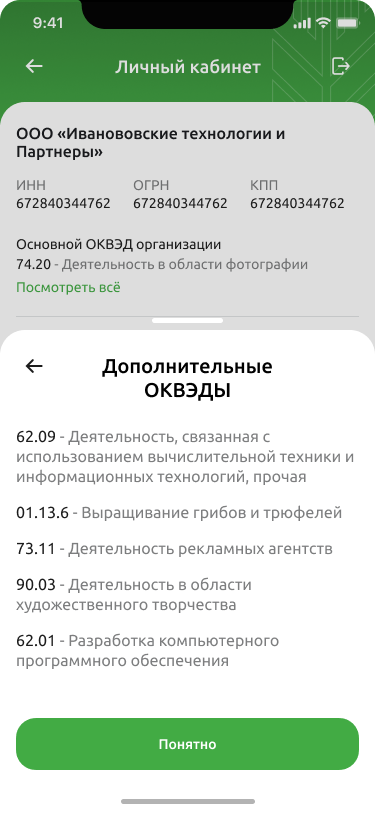 9:41
Личный кабинет
ООО «Ивановоvские технологии и
Партнеры»
ИНН ОГРН КПП
672840344762 672840344762 672840344762
Основной ОКВЭД организации
74.20 - Деятельность в области фотографии
Посмотреть всё
Дополнительные
ОКВЭДЫ
62.09 - Деятельность, связанная с
использованием вычислительной техники и
информационных технологий, прочая
01.13.6 - Выращивание грибов и трюфелей
73.11 - Деятельность рекламных агентств
90.03 - Деятельность в области
художественного творчества
62.01 - Разработка компьютерного
программного обеспечения
Понятно